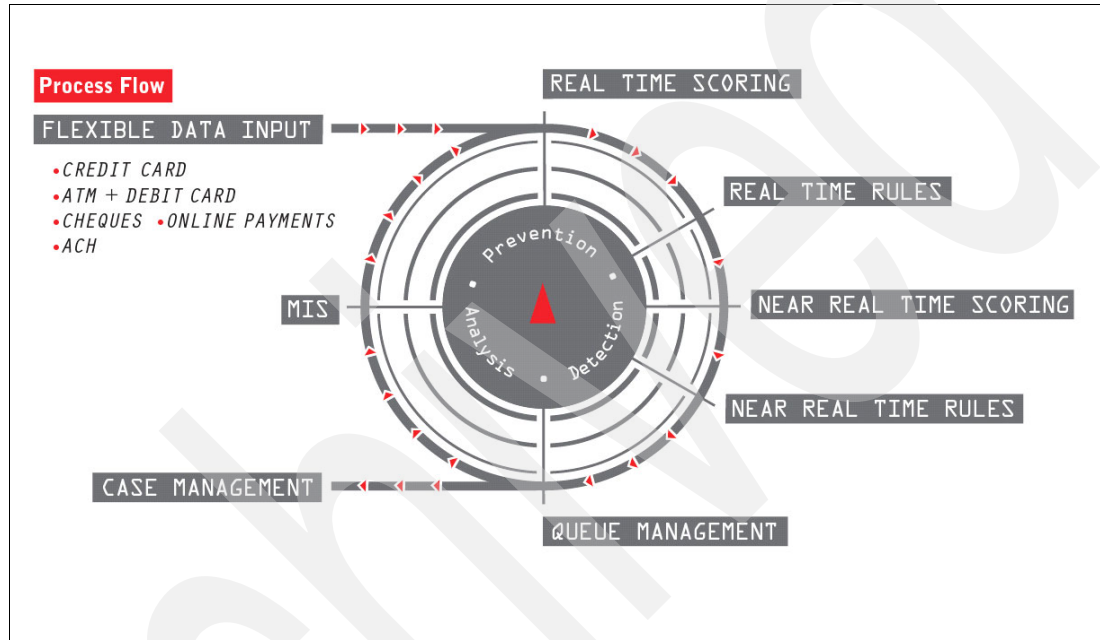 Process Flow
REAL TIME SCORING
FLEXIBLE DATA INPUT
•CREDIT CARD
•ATM + DEBIT CARD
•CHEQUES •ONLINE PAYMENTS
•ACH
REAL TIME RULES
Prevention
MIS
NEAR REAL TIME SCORING
Analysis
Detection
NEAR REAL TIME RULES
CASE MANAGEMENT
QUEUE MANAGEMENT